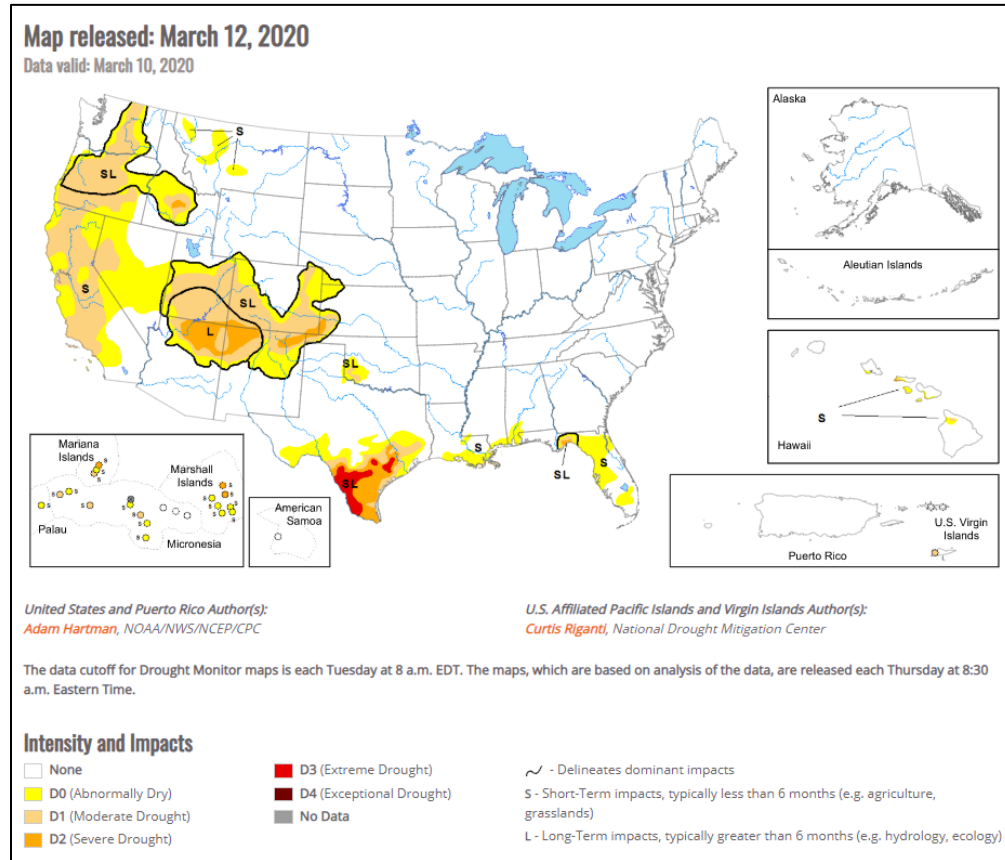 Map released: March 12, 2020
Data valid: March 10, 2020
S
SL
S
SL
L
SL
SL
S
SL
S
Alaska
Aleutian Islands
S
Hawaii
Mariana
Islands
Marshall
Islands
Palau
Micronesia
American
Samoa
U.S. Virgin
Islands
Puerto Rico
United States and Puerto Rico Author(s):
Adam Hartman, NOAA/NWS/NCEP/CPC
U.S. Affiliated Pacific Islands and Virgin Islands Author(s):
Curtis Riganti, National Drought Mitigation Center
The data cutoff for Drought Monitor maps is each Tuesday at 8 a.m. EDT. The maps, which are based on analysis of the data, are released each Thursday at 8:30
a.m. Eastern Time.
Intensity and Impacts
None
D0 (Abnormally Dry)
D1 (Moderate Drought)
D2 (Severe Drought)
D3 (Extreme Drought)
D4 (Exceptional Drought)
No Data
- Delineates dominant impacts
S - Short-Term impacts, typically less than 6 months (e.g. agriculture,
grasslands)
L - Long-Term impacts, typically greater than 6 months (e.g. hydrology, ecology)